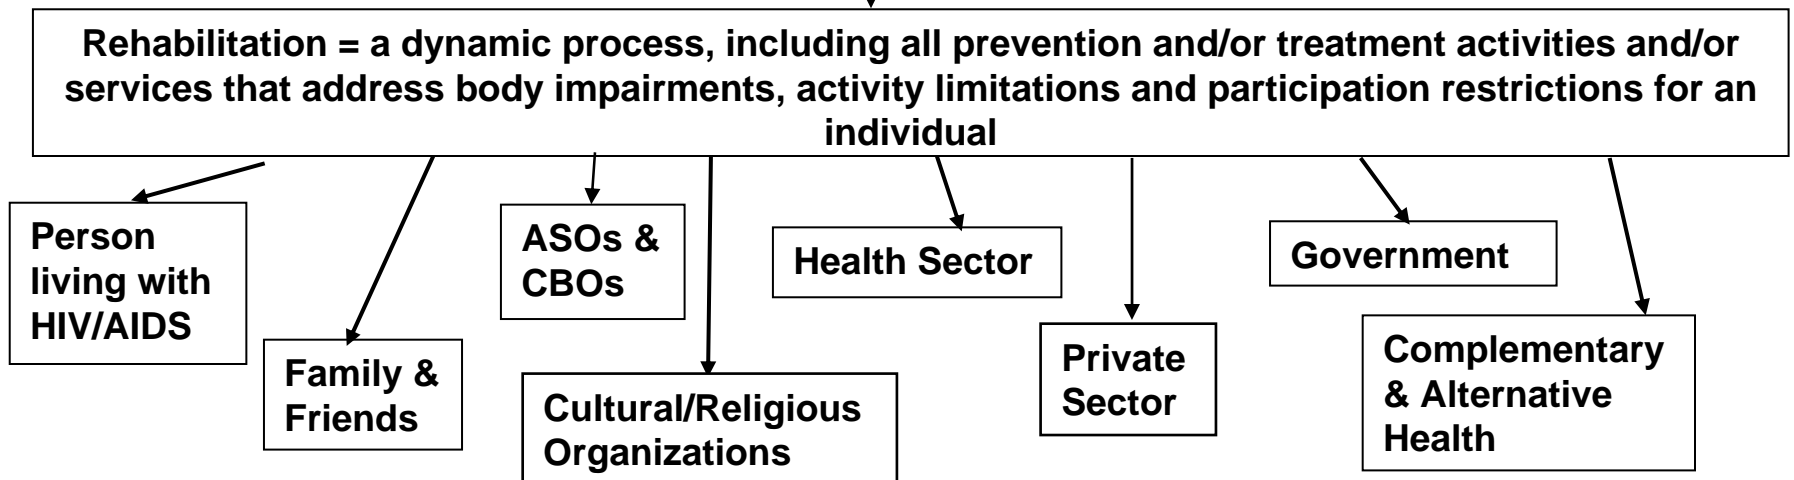 Rehabilitation = a dynamic process, including all prevention and/or treatment activities and/or
services that address body impairments, activity limitations and participation restrictions for an
individual
Person
living with
HIV/AIDS
Family &
Friends
ASOs &
CBOs
Cultural/Religious
Organizations
Health Sector
Private
Sector
Government
Complementary
& Alternative
Health